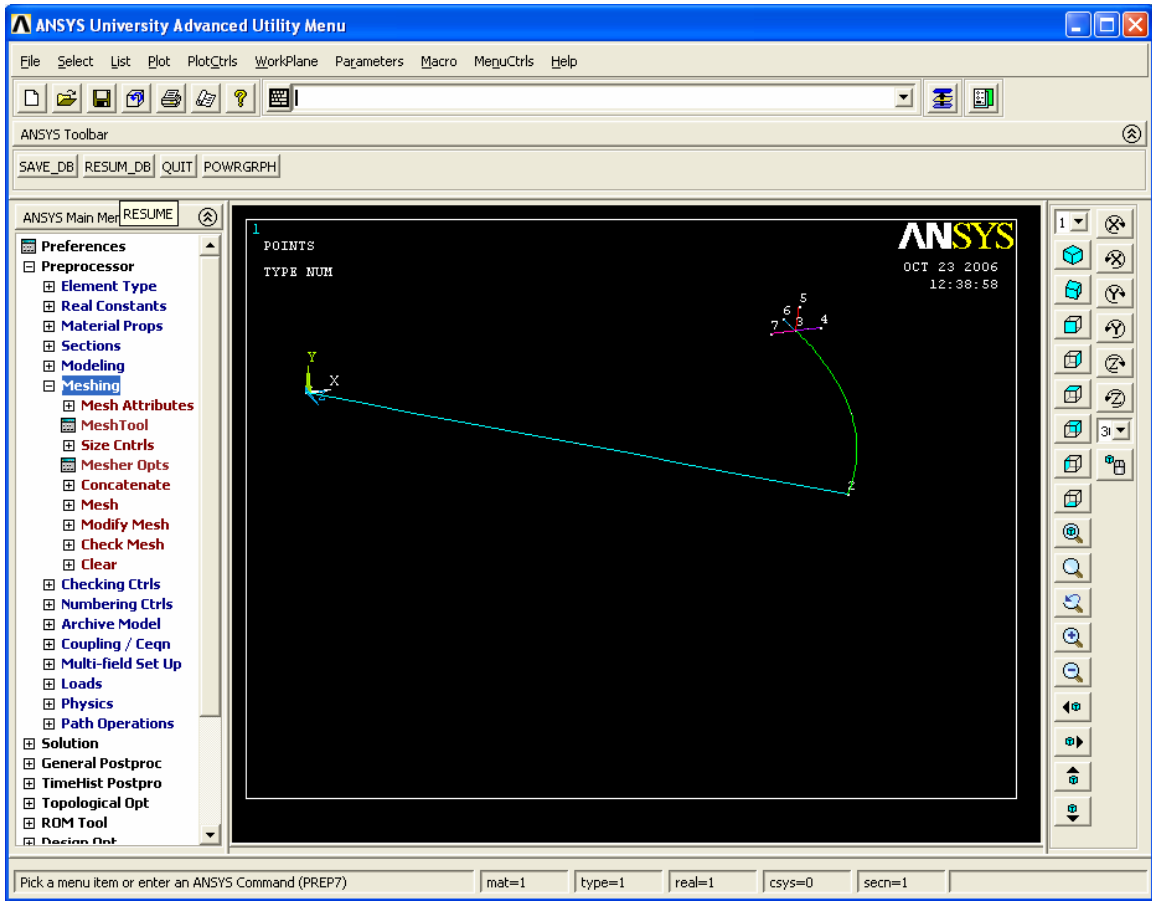 ANSYS University Advanced Utility Menu
File Select List Plot PlotCtrls WorkPlane Parameters Macro MenuCtrls Help
ANSYS Toolbar
SAVE_DB RESUM_DB QUIT POWRGRPH
RESUME
ANSYS Main Mer
Preferences
Preprocessor
Element Type
Real Constants
Material Props
Sections
Modeling
Meshing
Mesh Attributes
MeshTool
Size Cntrls
Mesher Opts
Concatenate
Mesh
Modify Mesh
Check Mesh
Clear
Checking Ctrls
Numbering Ctrls
Archive Model
Coupling / Ceqn
Multi-field Set Up
Loads
Physics
Path Operations
Solution
General Postproc
TimeHist Postpro
Topological Opt
ROM Tool
Design Opt
1
POINTS
TYPE NUM
ANSYS
OCT 23 2006
12:38:58
5
6
7 3 4
Y
X
Z
2
1
X
X
Y
Y
Z
Z
Pick a menu item or enter an ANSYS Command (PREP7) mat=1 type=1 real=1 csys=0 secn=1